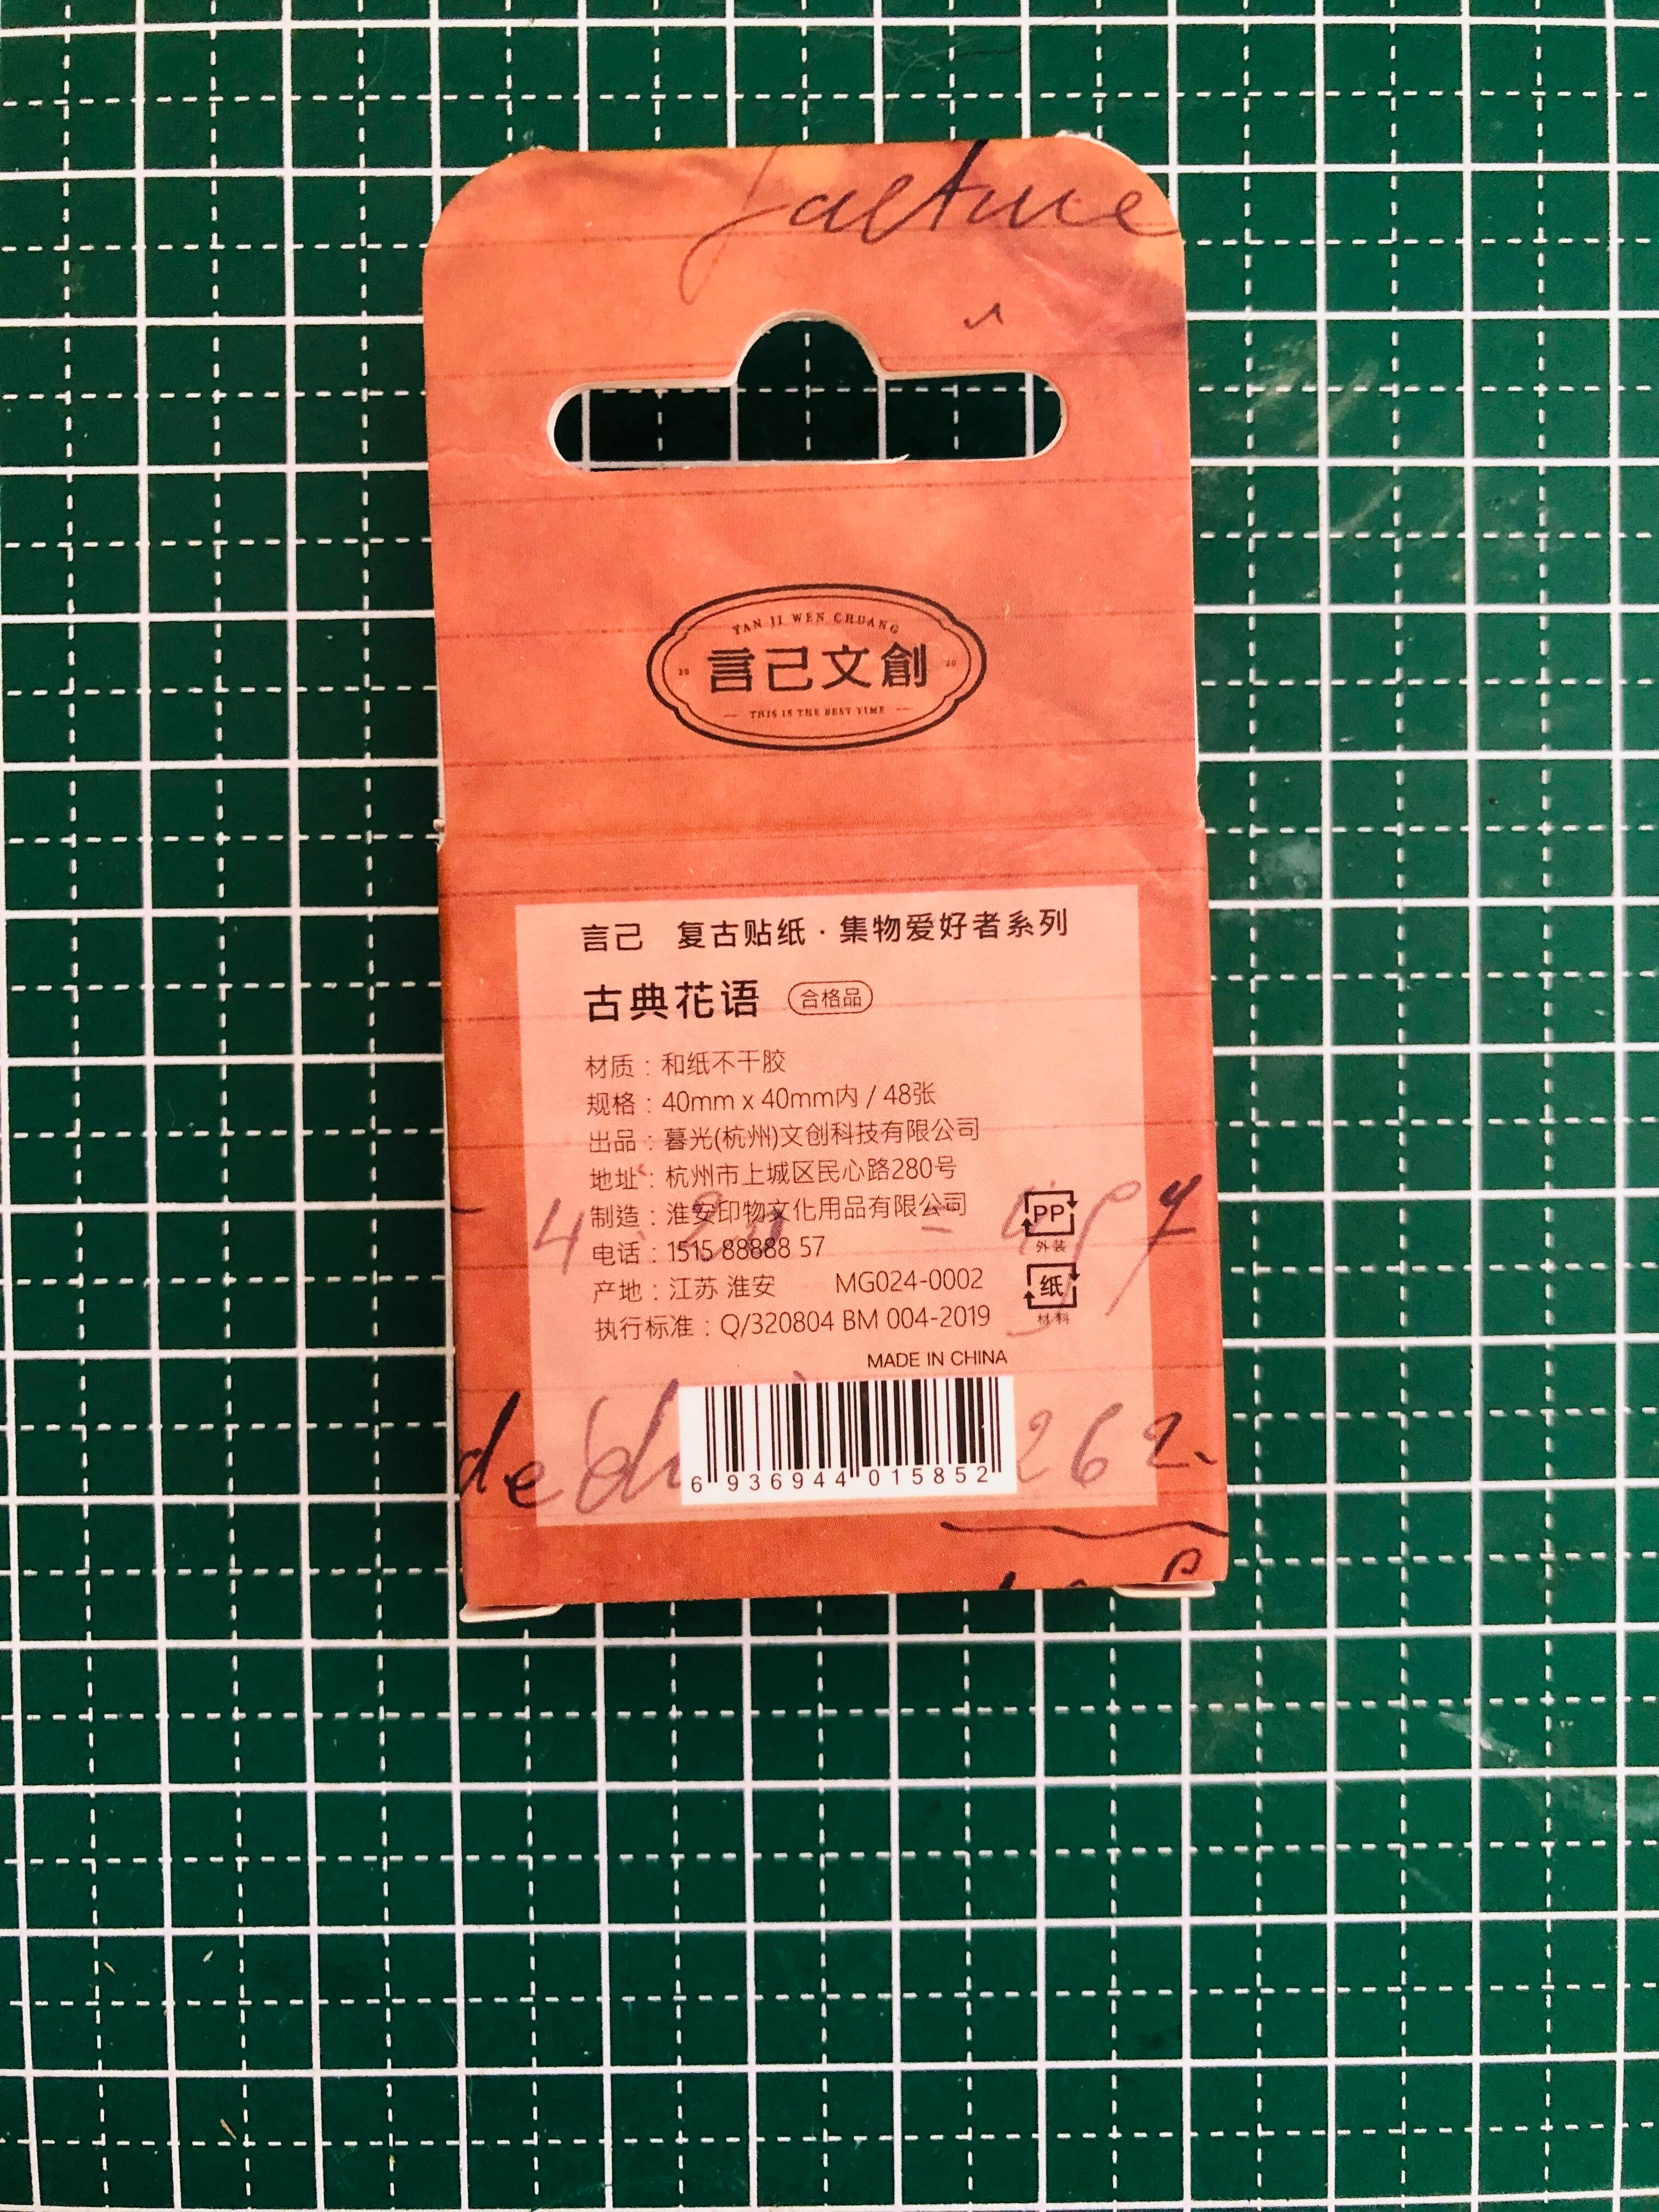 YAN JI WEN CHUANG
20 言己文創 20
THIS IS THE BEST TIME
言己 复古贴纸·集物爱好者系列
古典花语 合格品
材质:和纸不干胶
规格:40mm x 40mm内 / 48张
出品:暮光(杭州)文创科技有限公司
地址:杭州市上城区民心路280号
制造:淮安印物文化用品有限公司
电话:1515 88888 57
产地:江苏 淮安 MG024-0002
执行标准:Q/320804 BM 004-2019
PP
外装
纸
材料
MADE IN CHINA
6 936944 015852
262.